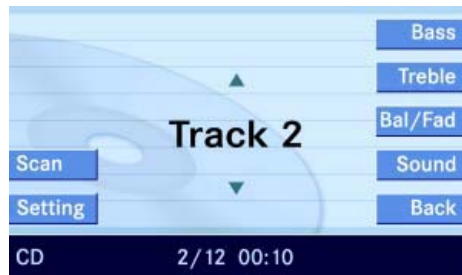 Bass
Treble
Bal/Fad
Track 2
Scan
Sound
Setting
Back
CD 2/12 00:10